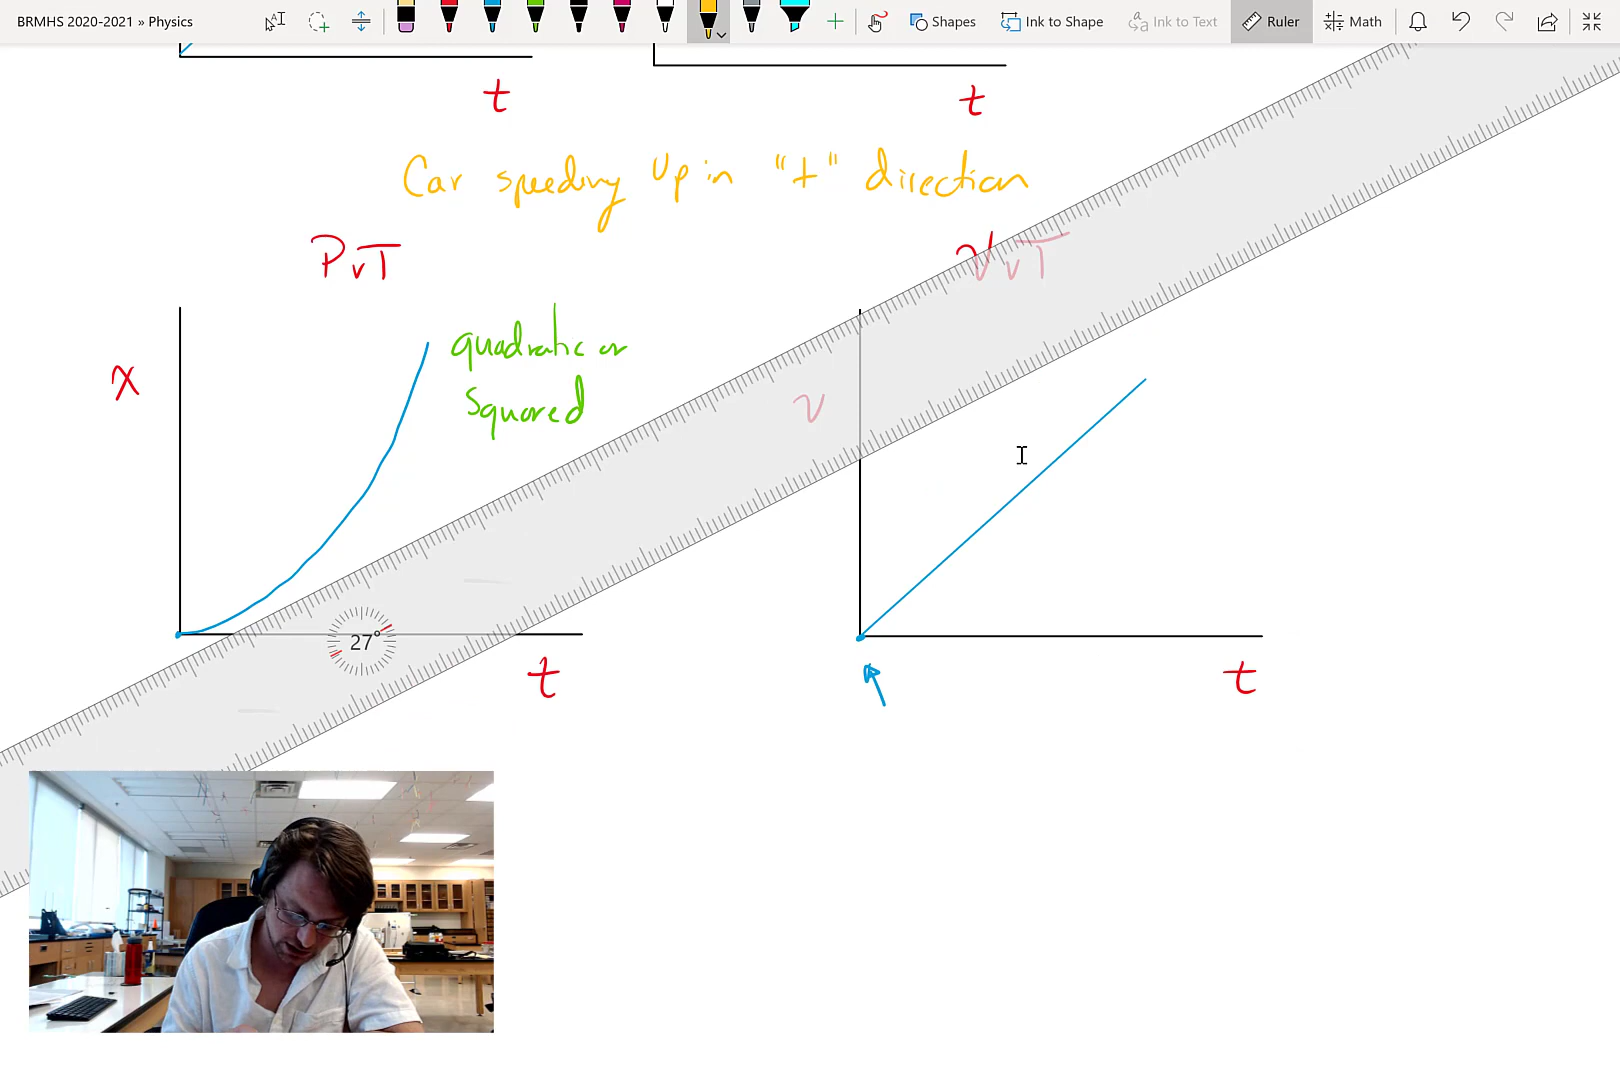 BRMHS 2020-2021 » Physics
Shapes
Ink to Shape
Ink to Text
Ruler
Math
t
t
Car speeding up in "+" direction
PvT
VvT
x
quadratic or
squared
v
27°
t
t